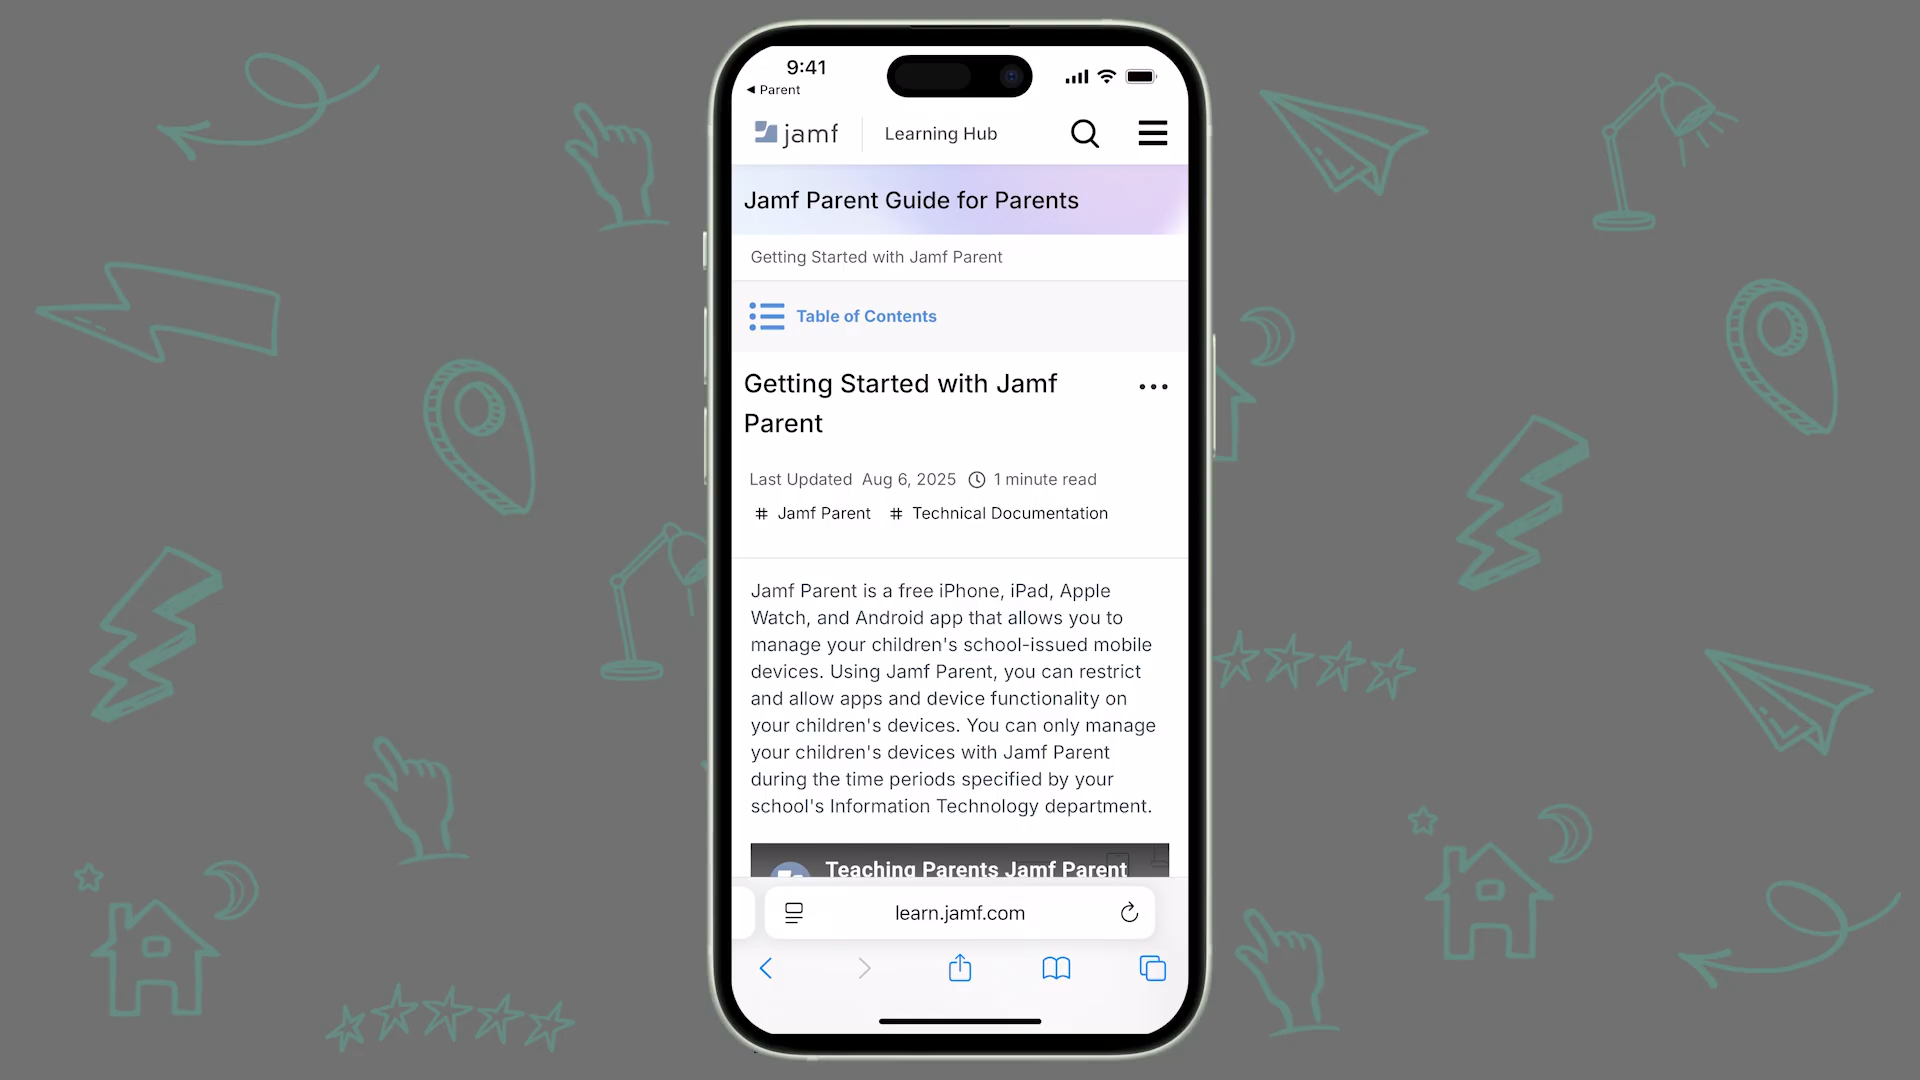 9:41
◀ Parent
jamf Learning Hub
Jamf Parent Guide for Parents
Getting Started with Jamf Parent
Table of Contents
Getting Started with Jamf
Parent
Last Updated Aug 6, 2025 1 minute read
# Jamf Parent # Technical Documentation
Jamf Parent is a free iPhone, iPad, Apple
Watch, and Android app that allows you to
manage your children's school-issued mobile
devices. Using Jamf Parent, you can restrict
and allow apps and device functionality on
your children's devices. You can only manage
your children's devices with Jamf Parent
during the time periods specified by your
school's Information Technology department.
Teaching Parents Jamf Parent
learn.jamf.com